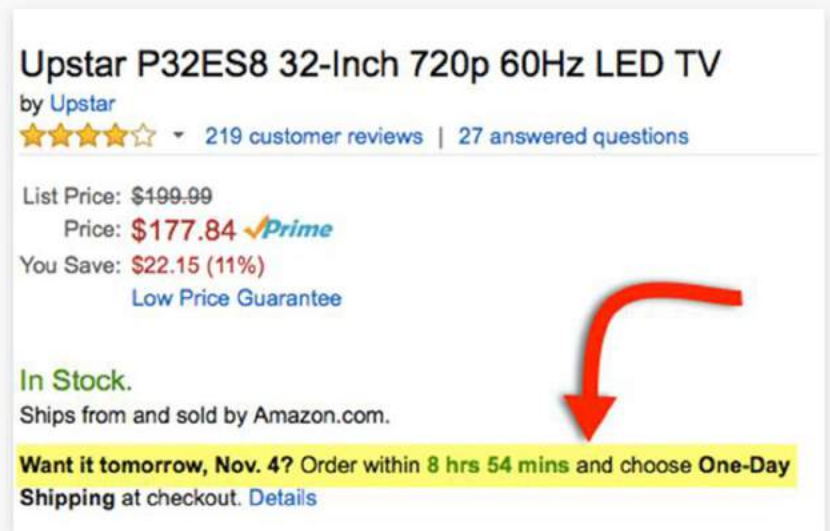 Upstar P32ES8 32-Inch 720p 60Hz LED TV
by Upstar
219 customer reviews | 27 answered questions
List Price: $199.99
Price: $177.84 Prime
You Save: $22.15 (11%)
Low Price Guarantee
In Stock.
Ships from and sold by Amazon.com.
Want it tomorrow, Nov. 4? Order within 8 hrs 54 mins and choose One-Day
Shipping at checkout. Details